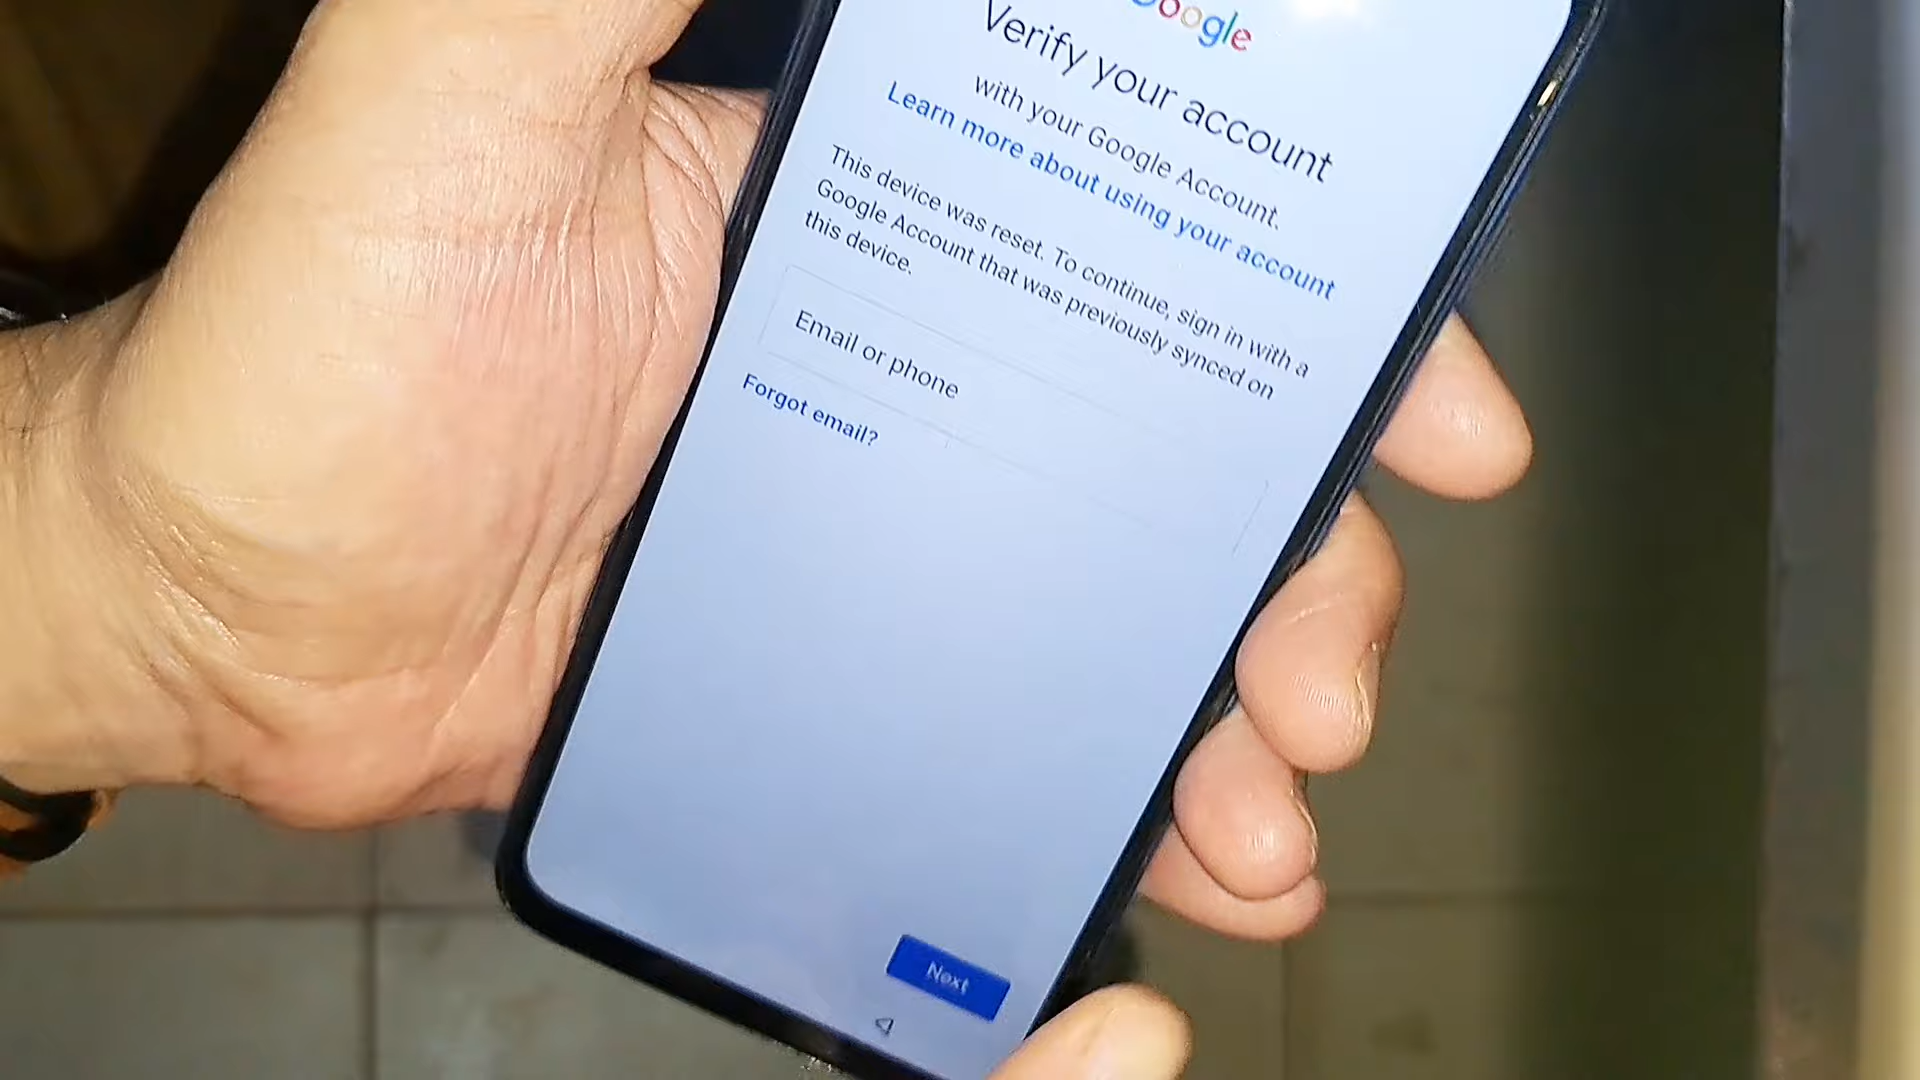 Google
Verify your account
with your Google Account.
Learn more about using your account
This device was reset. To continue, sign in with a
Google Account that was previously synced on
this device.
Email or phone
Forgot email?
Next